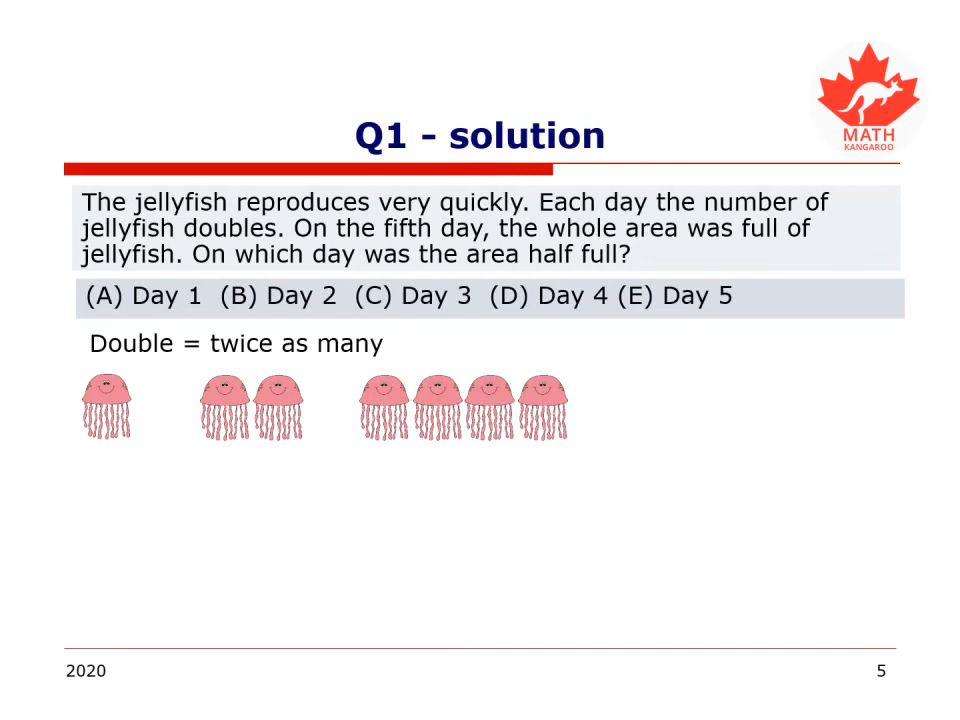 MATH
KANGAROO
Q1 - solution
The jellyfish reproduces very quickly. Each day the number of
jellyfish doubles. On the fifth day, the whole area was full of
jellyfish. On which day was the area half full?
(A) Day 1  (B) Day 2  (C) Day 3  (D) Day 4 (E) Day 5
Double = twice as many
2020
5